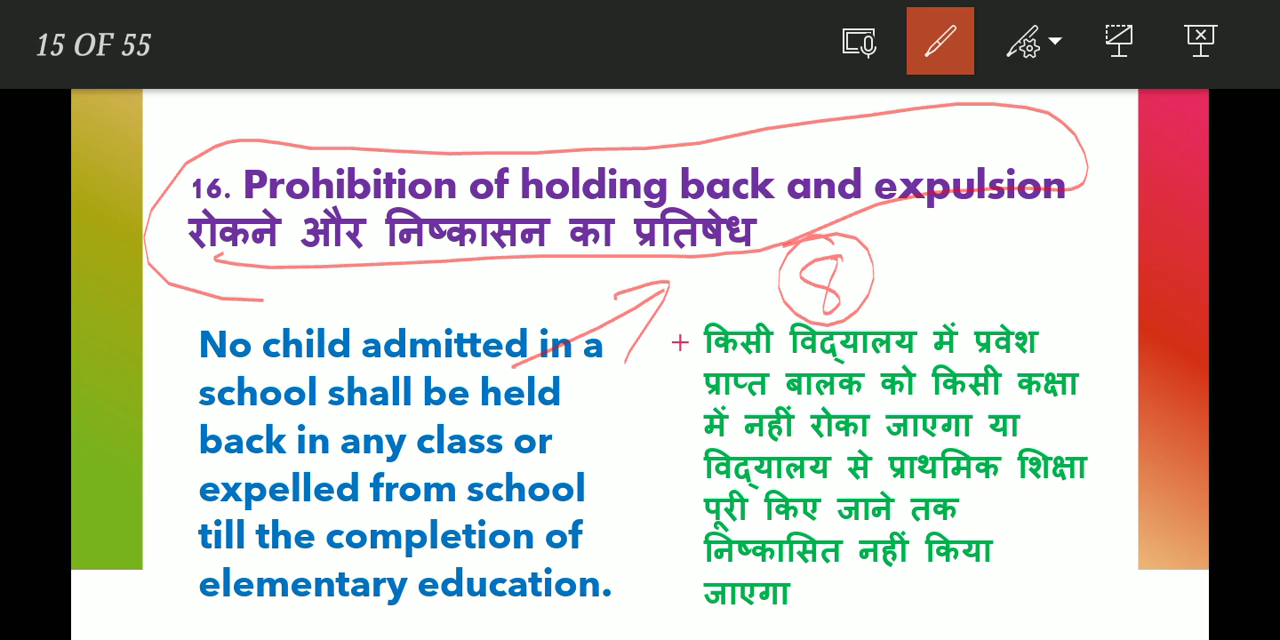 15 OF 55
16. Prohibition of holding back and expulsion
रोकने और निष्कासन का प्रतिषेध
8
No child admitted in a
school shall be held
back in any class or
expelled from school
till the completion of
elementary education.
+ किसी विद्यालय में प्रवेश
प्राप्त बालक को किसी कक्षा
में नहीं रोका जाएगा या
विद्यालय से प्राथमिक शिक्षा
पूरी किए जाने तक
निष्कासित नहीं किया
जाएगा